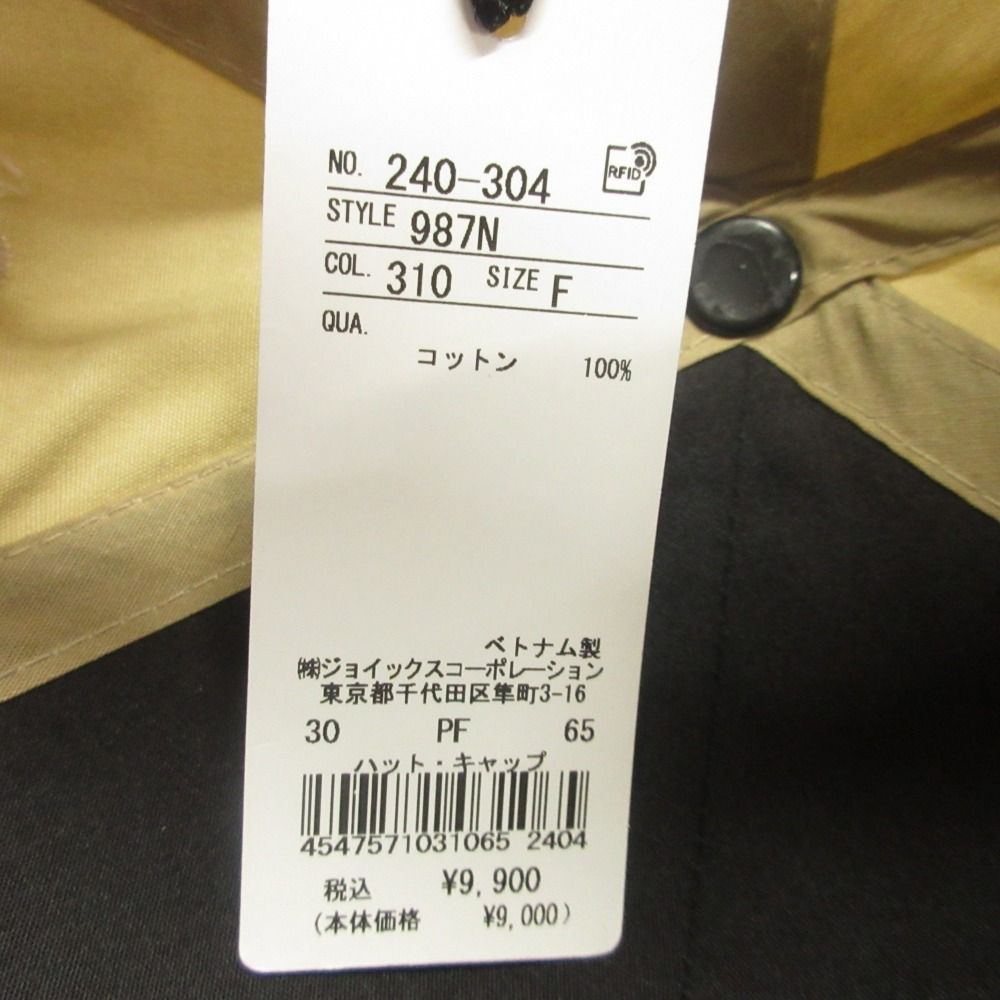 RFID
NO. 240-304
STYLE 987N
COL. 310 SIZE F
QUA.
コットン 100%
ベトナム製
㈱ジョイックスコーポレーション
東京都千代田区隼町3-16
30 PF 65
ハット・キャップ
4547571031065 2404
税込 ¥9,900
(本体価格 ¥9,000)